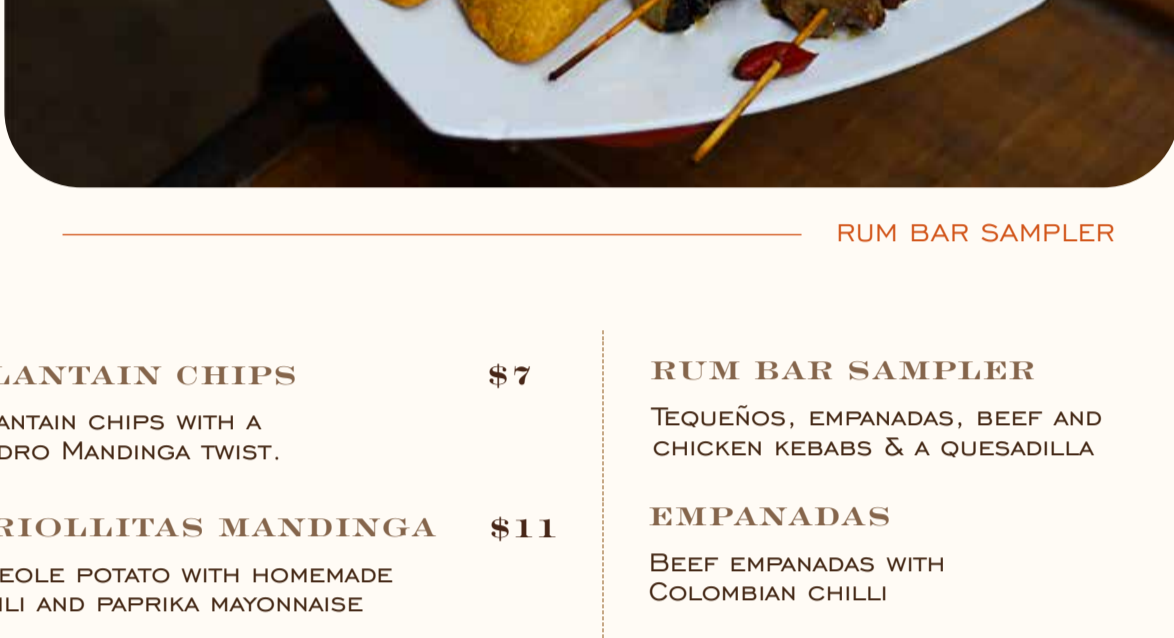 RUM BAR SAMPLER
LANTAIN CHIPS $7
ANTAIN CHIPS WITH A
DRO MANDINGA TWIST.
RIOLLITAS MANDINGA $11
EOLE POTATO WITH HOMEMADE
ILI AND PAPRIKA MAYONNAISE
RUM BAR SAMPLER
TEQUEÑOS, EMPANADAS, BEEF AND
CHICKEN KEBABS & A QUESADILLA
EMPANADAS
BEEF EMPANADAS WITH
COLOMBIAN CHILLI